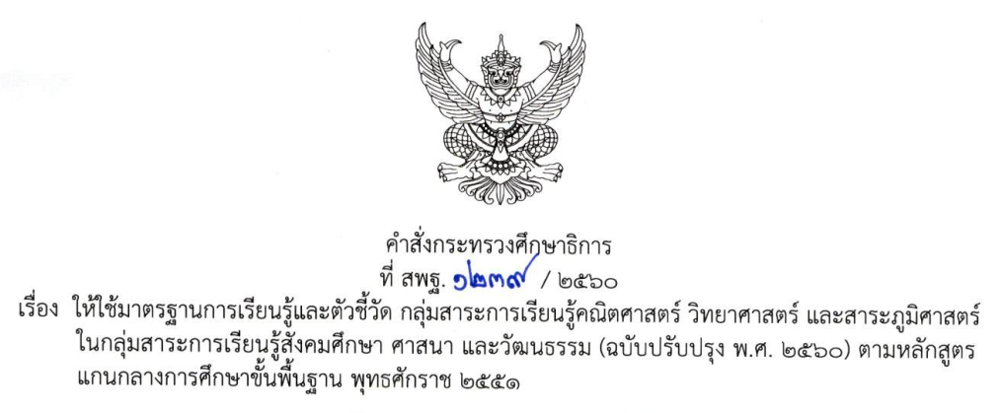 คำสั่งกระทรวงศึกษาธิการ
ที่ สพฐ. ๑๒๓๙ / ๒๕๖๐
เรื่อง ให้ใช้มาตรฐานการเรียนรู้และตัวชี้วัด กลุ่มสาระการเรียนรู้คณิตศาสตร์ วิทยาศาสตร์ และสาระภูมิศาสตร์
ในกลุ่มสาระการเรียนรู้สังคมศึกษา ศาสนา และวัฒนธรรม (ฉบับปรับปรุง พ.ศ. ๒๕๖๐) ตามหลักสูตร
แกนกลางการศึกษาขั้นพื้นฐาน พุทธศักราช ๒๕๕๑